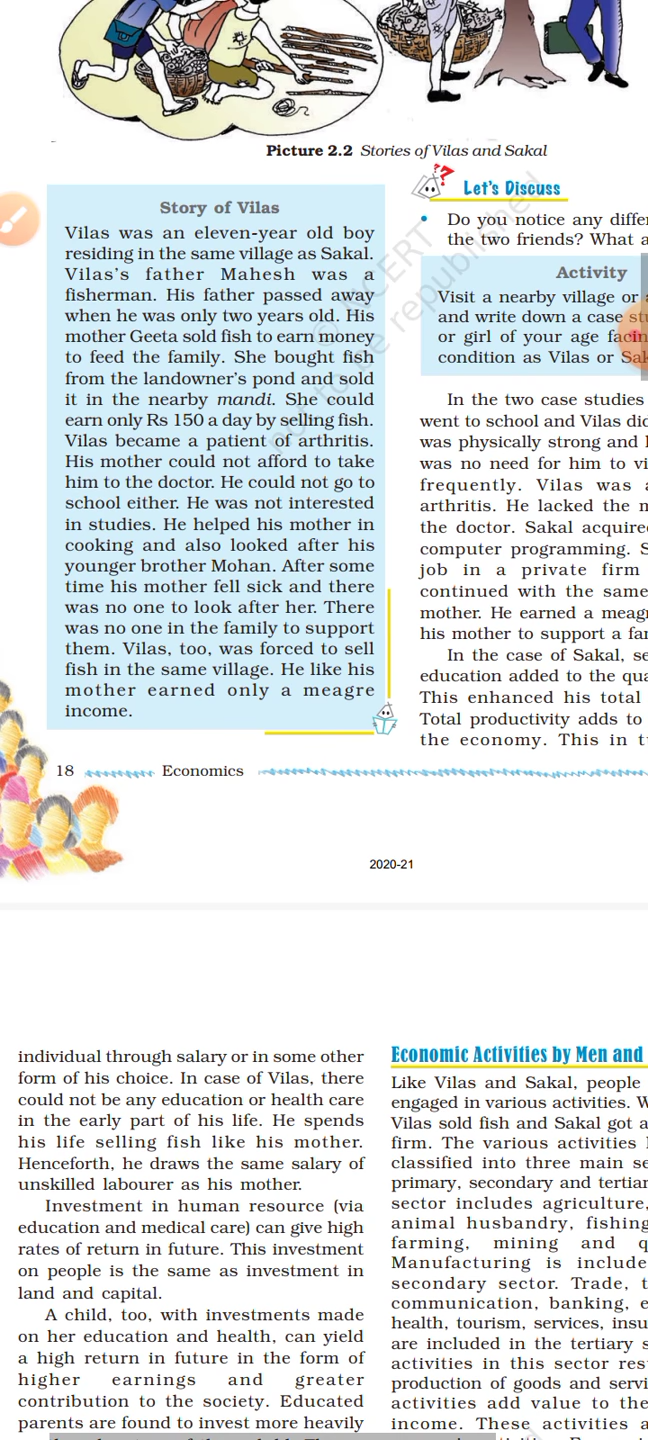 Picture 2.2 Stories of Vilas and Sakal
Story of Vilas
Vilas was an eleven-year old boy
residing in the same village as Sakal.
Vilas's father Mahesh was a
fisherman. His father passed away
when he was only two years old. His
mother Geeta sold fish to earn money
to feed the family. She bought fish
from the landowner's pond and sold
it in the nearby mandi. She could
earn only Rs 150 a day by selling fish.
Vilas became a patient of arthritis.
His mother could not afford to take
him to the doctor. He could not go to
school either. He was not interested
in studies. He helped his mother in
cooking and also looked after his
younger brother Mohan. After some
time his mother fell sick and there
was no one to look after her. There
was no one in the family to support
them. Vilas, too, was forced to sell
fish in the same village. He like his
mother earned only a meagre
income.
??
Let's Discuss
• Do you notice any
the two friends? What
Activity
Visit a nearby village or
and write down a case
or girl of your age
condition as Vilas or
In the two case studies
went to school and Vilas
was physically strong and
was no need for him to
frequently. Vilas was
arthritis. He lacked the
the doctor. Sakal
computer programming.
job in a private firm
continued with the same
mother. He earned a
his mother to support a
In the case of Sakal,
education added to the
This enhanced his total
Total productivity adds to
the economy. This in
© NCERT
not to be republished
18 Economics
2020-21
individual through salary or in some other
form of his choice. In case of Vilas, there
could not be any education or health care
in the early part of his life. He spends
his life selling fish like his mother.
Henceforth, he draws the same salary of
unskilled labourer as his mother.
Investment in human resource (via
education and medical care) can give high
rates of return in future. This investment
on people is the same as investment in
land and capital.
A child, too, with investments made
on her education and health, can yield
a high return in future in the form of
higher earnings and greater
contribution to the society. Educated
parents are found to invest more heavily
Economic Activities by Men and
Like Vilas and Sakal, people
engaged in various activities.
Vilas sold fish and Sakal got
firm. The various activities
classified into three main
primary, secondary and
sector includes agriculture,
animal husbandry, fishing
farming, mining and
Manufacturing is
secondary sector. Trade,
communication, banking,
health, tourism, services,
are included in the tertiary
activities in this sector
production of goods and
activities add value to the
income. These activities